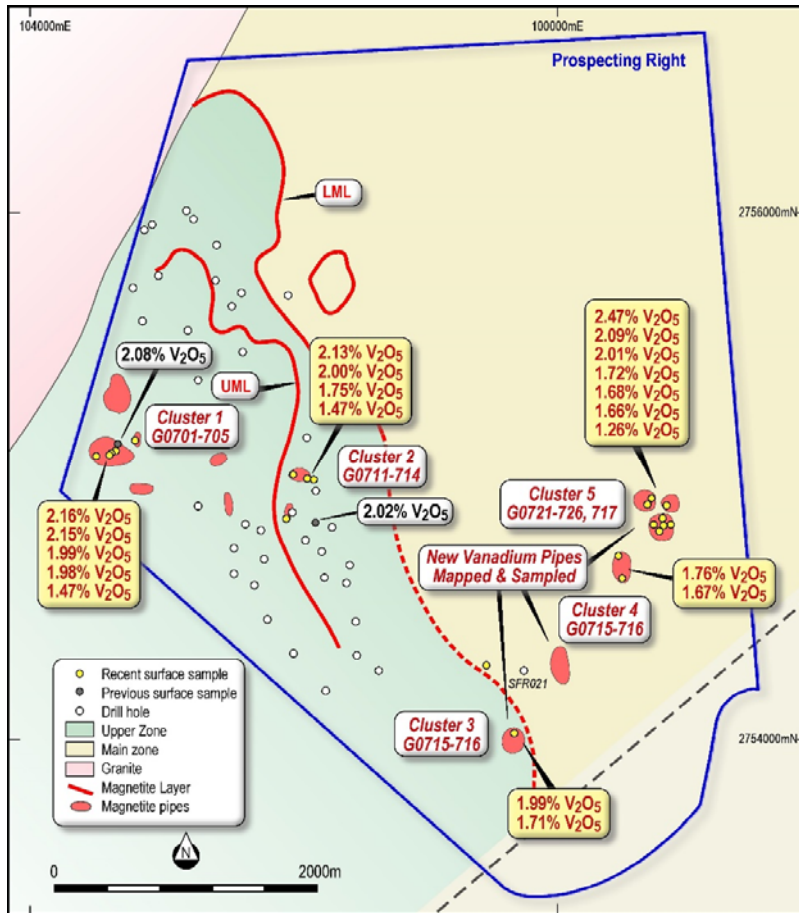 104000mE
100000mE
Prospecting Right
LML
2756000mN
2.08% V₂O₅
UML
2.13% V₂O₅
2.00% V₂O₅
1.75% V₂O₅
1.47% V₂O₅
2.47% V₂O₅
2.09% V₂O₅
2.01% V₂O₅
1.72% V₂O₅
1.68% V₂O₅
1.66% V₂O₅
1.26% V₂O₅
Cluster 1
G0701-705
Cluster 2
G0711-714
Cluster 5
G0721-726, 717
2.16% V₂O₅
2.15% V₂O₅
1.99% V₂O₅
1.98% V₂O₅
1.47% V₂O₅
2.02% V₂O₅
New Vanadium Pipes
Mapped & Sampled
1.76% V₂O₅
1.67% V₂O₅
Cluster 4
G0715-716
SFR021
Cluster 3
G0715-716
2754000mN
1.99% V₂O₅
1.71% V₂O₅
Recent surface sample
Previous surface sample
Drill hole
Upper Zone
Main zone
Granite
Magnetite Layer
Magnetite pipes
N
0
2000m